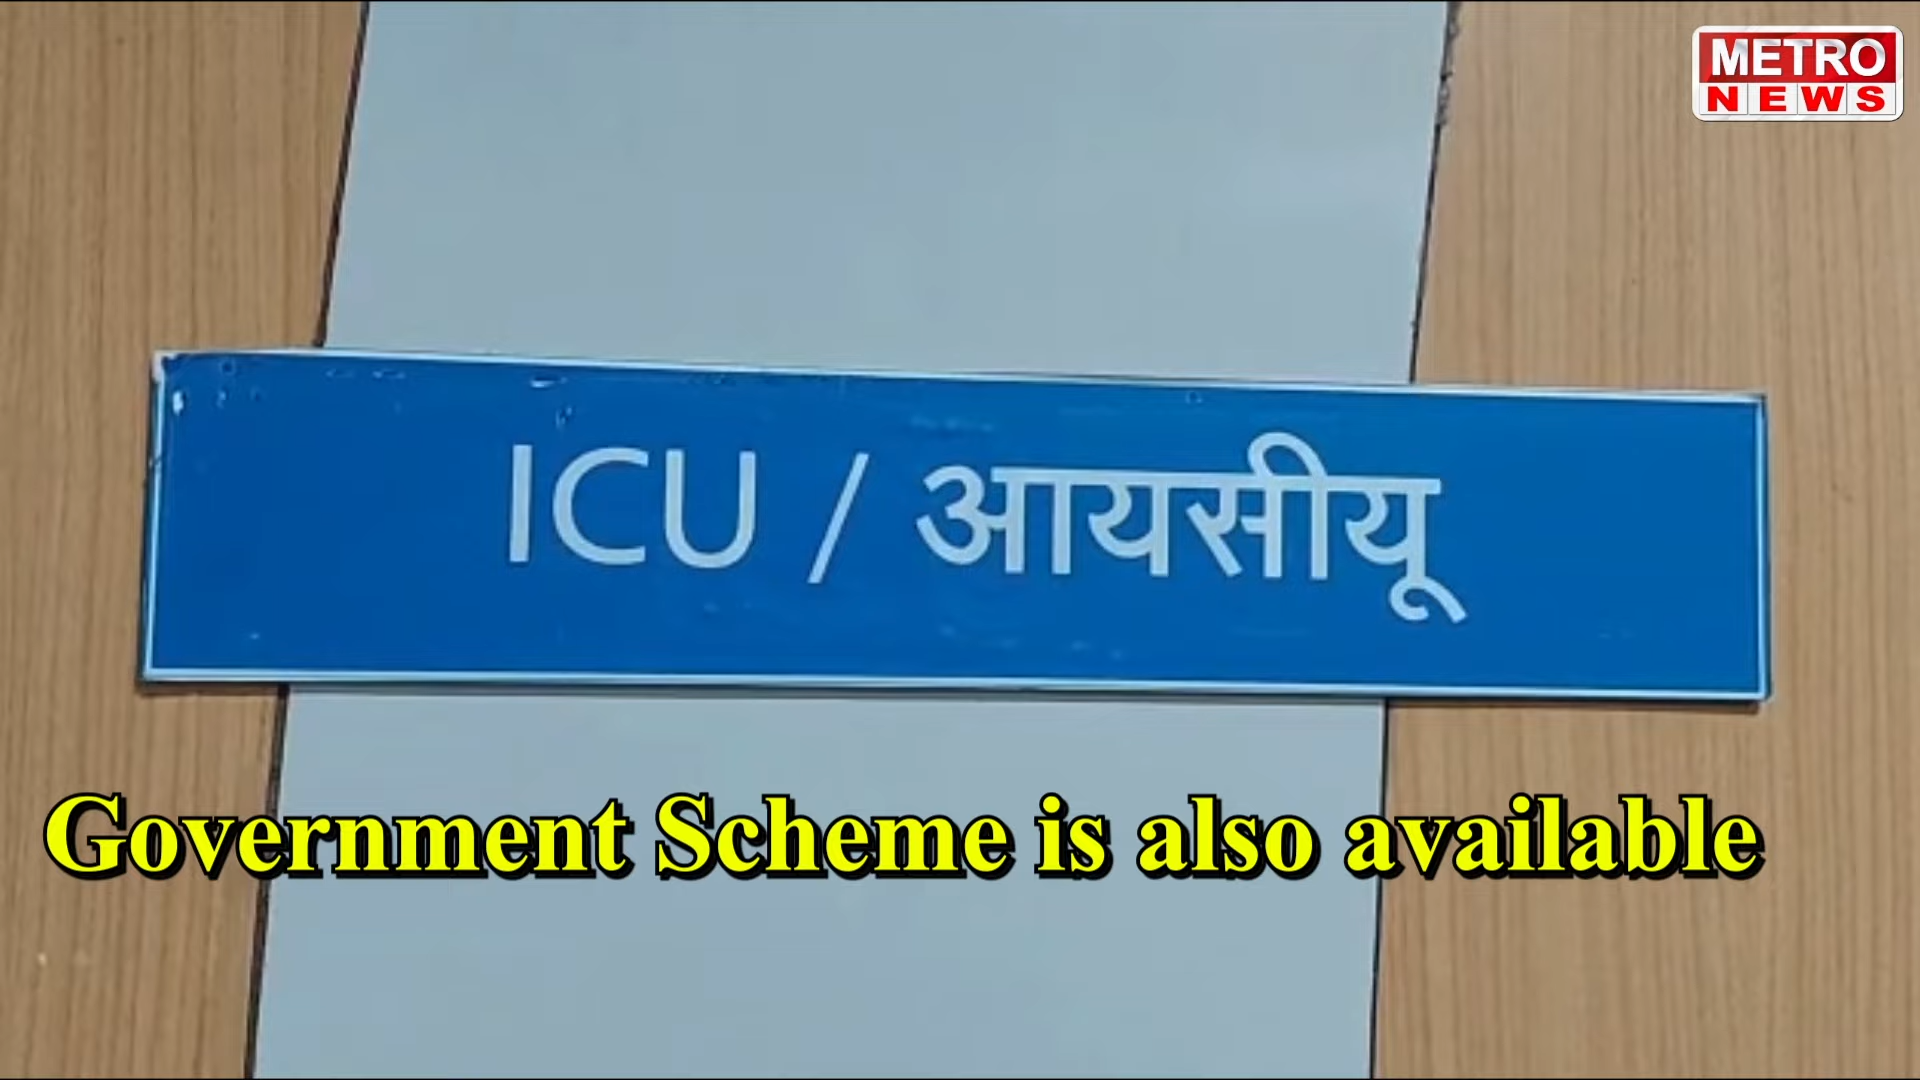 METRO
NEWS
ICU / आयसीयू
Government Scheme is also available